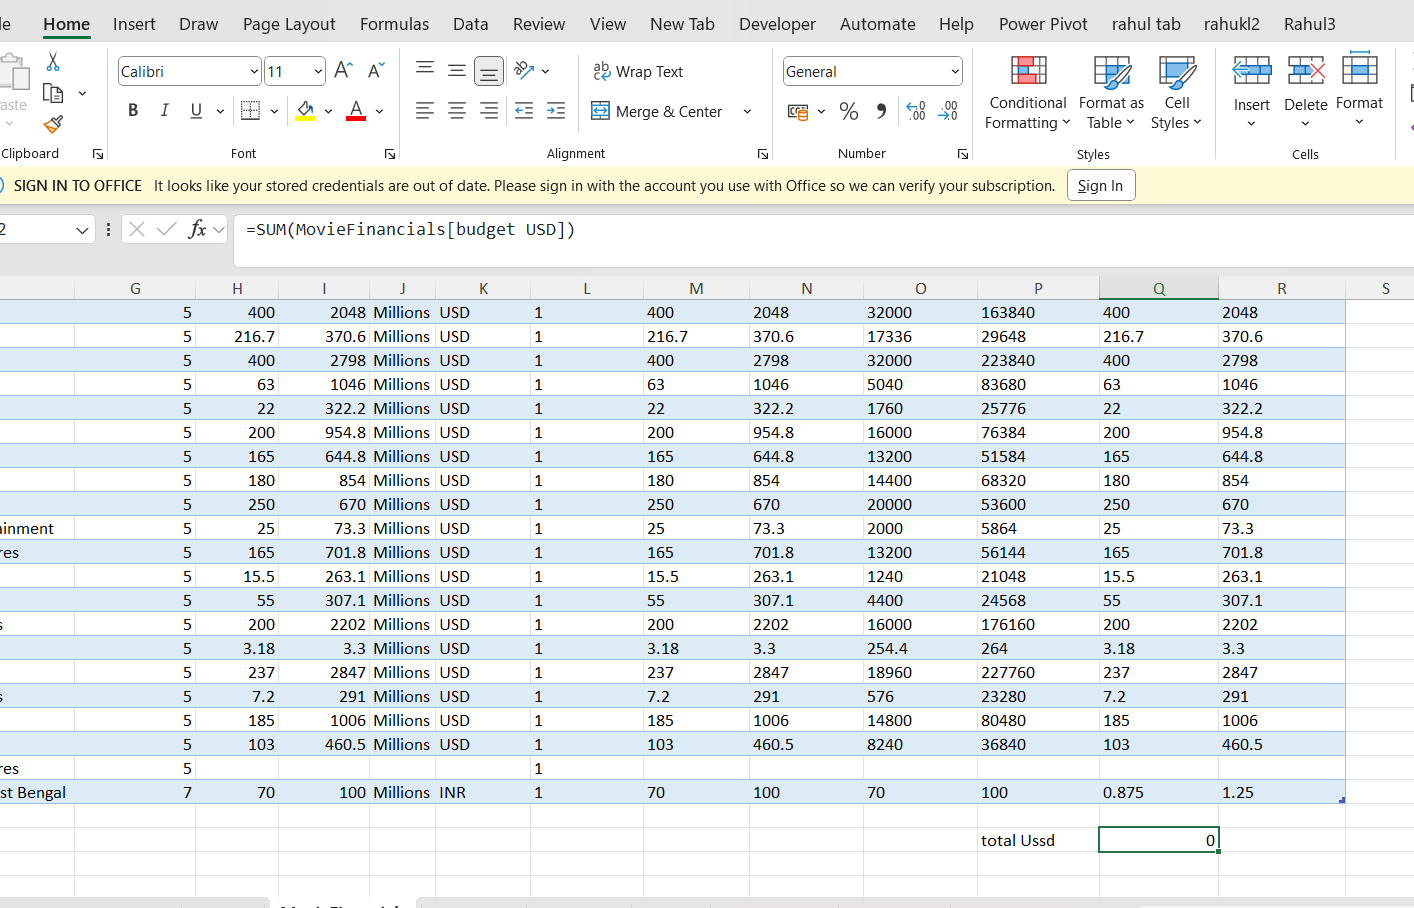 le Home Insert Draw Page Layout Formulas Data Review View New Tab Developer Automate Help Power Pivot rahul tab rahukl2 Rahul3
Calibri 11 ab Wrap Text General
Conditional Formatting Format as Table Cell Styles Insert Delete Format
B I U A Merge & Center % .00
Clipboard Font Alignment Number Styles Cells
SIGN IN TO OFFICE It looks like your stored credentials are out of date. Please sign in with the account you use with Office so we can verify your subscription. Sign In
2 fx =SUM(MovieFinancials[budget USD])
G H I J K L M N O P Q R S
5 400 2048 Millions USD 1 400 2048 32000 163840 400 2048
5 216.7 370.6 Millions USD 1 216.7 370.6 17336 29648 216.7 370.6
5 400 2798 Millions USD 1 400 2798 32000 223840 400 2798
5 63 1046 Millions USD 1 63 1046 5040 83680 63 1046
5 22 322.2 Millions USD 1 22 322.2 1760 25776 22 322.2
5 200 954.8 Millions USD 1 200 954.8 16000 76384 200 954.8
5 165 644.8 Millions USD 1 165 644.8 13200 51584 165 644.8
5 180 854 Millions USD 1 180 854 14400 68320 180 854
5 250 670 Millions USD 1 250 670 20000 53600 250 670
ainment 5 25 73.3 Millions USD 1 25 73.3 2000 5864 25 73.3
res 5 165 701.8 Millions USD 1 165 701.8 13200 56144 165 701.8
5 15.5 263.1 Millions USD 1 15.5 263.1 1240 21048 15.5 263.1
5 55 307.1 Millions USD 1 55 307.1 4400 24568 55 307.1
s 5 200 2202 Millions USD 1 200 2202 16000 176160 200 2202
5 3.18 3.3 Millions USD 1 3.18 3.3 254.4 264 3.18 3.3
5 237 2847 Millions USD 1 237 2847 18960 227760 237 2847
s 5 7.2 291 Millions USD 1 7.2 291 576 23280 7.2 291
5 185 1006 Millions USD 1 185 1006 14800 80480 185 1006
5 103 460.5 Millions USD 1 103 460.5 8240 36840 103 460.5
res 5 1
st Bengal 7 70 100 Millions INR 1 70 100 70 100 0.875 1.25
total Ussd 0